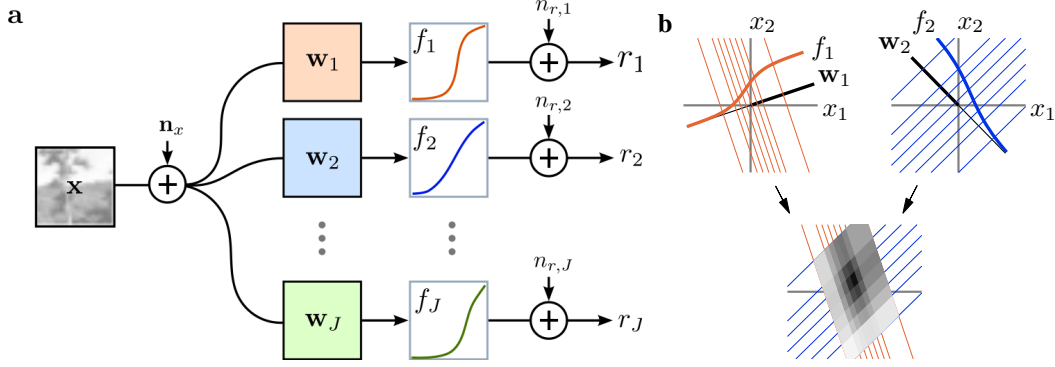 a
x
n_x
w_1
f_1
n_{r,1}
r_1
w_2
f_2
n_{r,2}
r_2
w_J
f_J
n_{r,J}
r_J
b
x_2
f_1
w_1
x_1
f_2
x_2
w_2
x_1